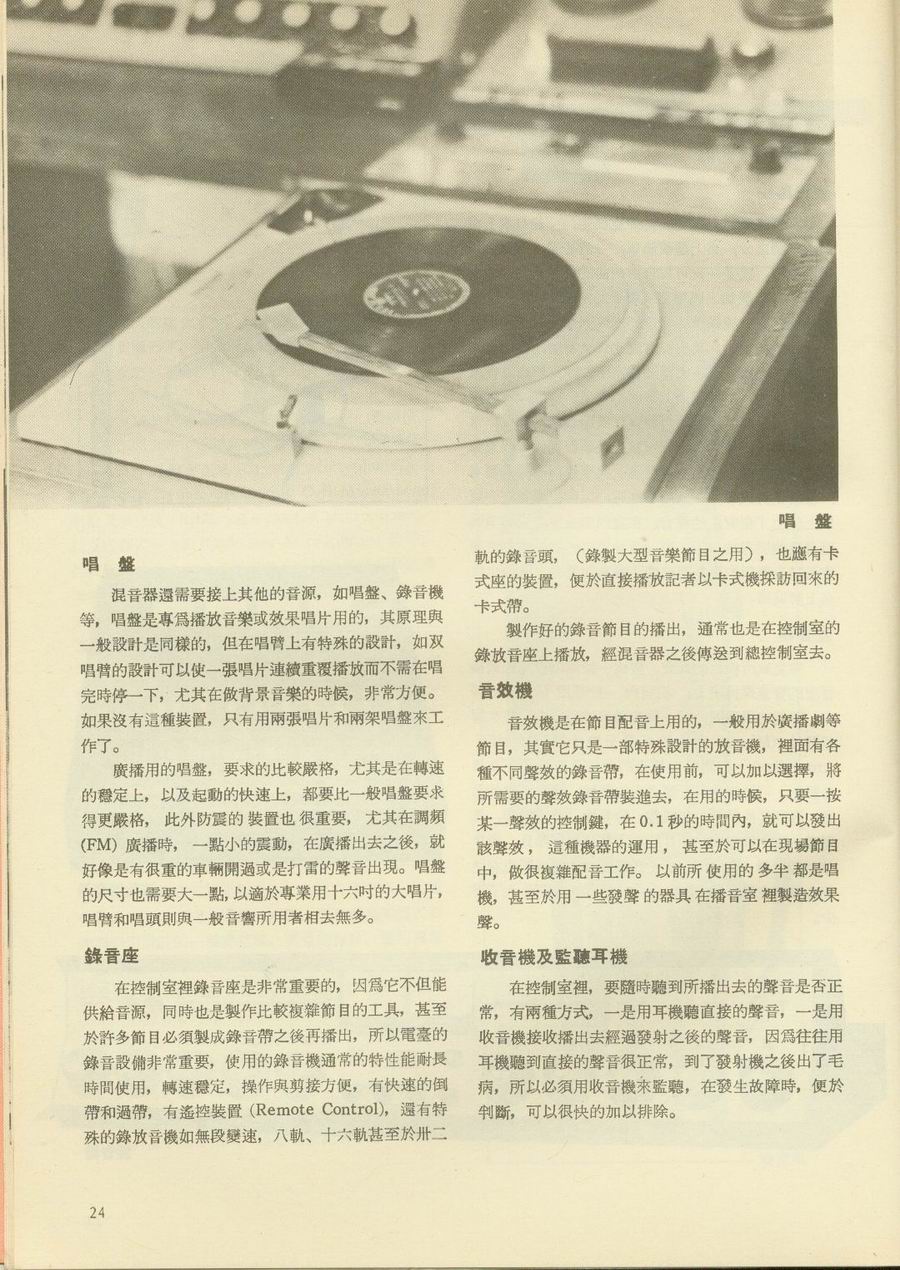 唱　盤
唱　盤
混音器還需要接上其他的音源，如唱盤、錄音機
等，唱盤是專爲播放音樂或效果唱片用的，其原理與
一般設計是同樣的，但在唱臂上有特殊的設計，如双
唱臂的設計可以使一張唱片連續重覆播放而不需在唱
完時停一下，尤其在做背景音樂的時候，非常方便。
如果沒有這種裝置，只有用兩張唱片和兩架唱盤來工
作了。
廣播用的唱盤，要求的比較嚴格，尤其是在轉速
的穩定上，以及起動的快速上，都要比一般唱盤要求
得更嚴格，此外防震的裝置也很重要，尤其在調頻
(FM) 廣播時，一點小的震動，在廣播出去之後，就
好像是有很重的車輛開過或是打雷的聲音出現。唱盤
的尺寸也需要大一點，以適於專業用十六吋的大唱片，
唱臂和唱頭則與一般音響所用者相去無多。
錄音座
在控制室裡錄音座是非常重要的，因爲它不但能
供給音源，同時也是製作比較複雜節目的工具，甚至
於許多節目必須製成錄音帶之後再播出，所以電臺的
錄音設備非常重要，使用的錄音機通常的特性能耐長
時間使用，轉速穩定，操作與剪接方便，有快速的倒
帶和過帶，有遙控裝置 (Remote Control)，還有特
殊的錄放音機如無段變速，八軌、十六軌甚至於卅二
軌的錄音頭，（錄製大型音樂節目之用），也應有卡
式座的裝置，便於直接播放記者以卡式機採訪回來的
卡式帶。
製作好的錄音節目的播出，通常也是在控制室的
錄放音座上播放，經混音器之後傳送到總控制室去。
音效機
音效機是在節目配音上用的，一般用於廣播劇等
節目，其實它只是一部特殊設計的放音機，裡面有各
種不同聲效的錄音帶，在使用前，可以加以選擇，將
所需要的聲效錄音帶裝進去，在用的時候，只要一按
某一聲效的控制鍵，在0.1秒的時間內，就可以發出
該聲效，這種機器的運用，甚至於可以在現場節目
中，做很複雜配音工作。以前所使用的多半都是唱
機，甚至於用一些發聲的器具在播音室裡製造效果
聲。
收音機及監聽耳機
在控制室裡，要隨時聽到所播出去的聲音是否正
常，有兩種方式，一是用耳機聽直接的聲音，一是用
收音機接收播出去經過發射之後的聲音，因爲往往用
耳機聽到直接的聲音很正常，到了發射機之後出了毛
病，所以必須用收音機來監聽，在發生故障時，便於
判斷，可以很快的加以排除。
24